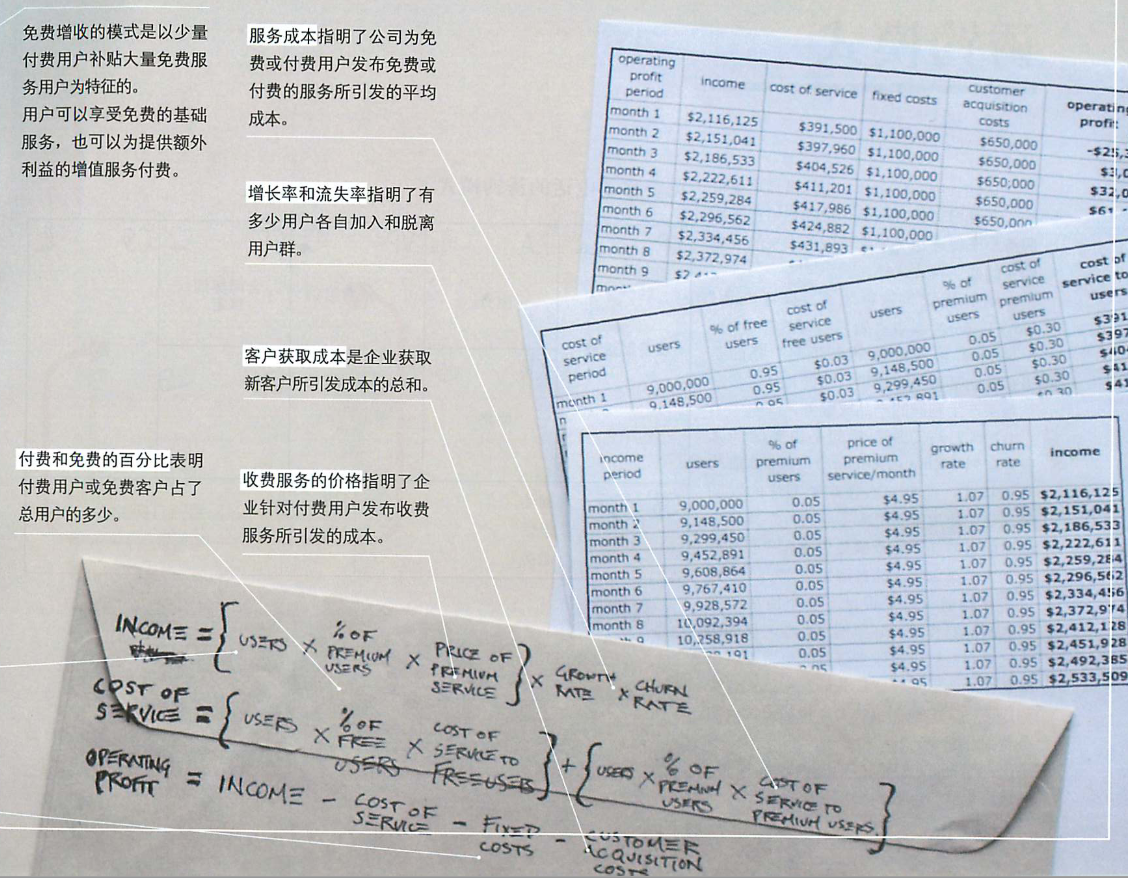 免费增收的模式是以少量
付费用户补贴大量免费服
务用户为特征的。
用户可以享受免费的基础
服务，也可以为提供额外
利益的增值服务付费。
服务成本指明了公司为免
费或付费用户发布免费或
付费的服务所引发的平均
成本。
增长率和流失率指明了有
多少用户各自加入和脱离
用户群。
客户获取成本是企业获取
新客户所引发成本的总和。
付费和免费的百分比表明
付费用户或免费客户占了
总用户的多少。
收费服务的价格指明了企
业针对付费用户发布收费
服务所引发的成本。
operating profit period income cost of service fixed costs customer acquisition costs operating profit
month 1 $2,116,125 $391,500 $1,100,000 $650,000 -$25,3
month 2 $2,151,041 $397,960 $1,100,000 $650,000 $3,0
month 3 $2,186,533 $404,526 $1,100,000 $650,000 $32,0
month 4 $2,222,611 $411,201 $1,100,000 $650,000 $61
month 5 $2,259,284 $417,986 $1,100,000 $650,000
month 6 $2,296,562 $424,882 $1,100,000
month 7 $2,334,456 $431,893
month 8 $2,372,974
month 9
cost of service period users % of free users cost of service free users users % of premium users cost of service premium users cost of service to users
month 1 9,000,000 0.95 $0.03 9,000,000 0.05 $0.30 $391
9,148,500 0.95 $0.03 9,148,500 0.05 $0.30 $397
0.95 $0.03 9,299,450 0.05 $0.30 $404
9,452,891 0.05 $0.30 $41
income period users % of premium users price of premium service/month growth rate churn rate income
month 1 9,000,000 0.05 $4.95 1.07 0.95 $2,116,125
month 2 9,148,500 0.05 $4.95 1.07 0.95 $2,151,041
month 3 9,299,450 0.05 $4.95 1.07 0.95 $2,186,533
month 4 9,452,891 0.05 $4.95 1.07 0.95 $2,222,611
month 5 9,608,864 0.05 $4.95 1.07 0.95 $2,259,284
month 6 9,767,410 0.05 $4.95 1.07 0.95 $2,296,562
month 7 9,928,572 0.05 $4.95 1.07 0.95 $2,334,456
month 8 10,092,394 0.05 $4.95 1.07 0.95 $2,372,974
10,258,918 0.05 $4.95 1.07 0.95 $2,412,128
0.05 $4.95 1.07 0.95 $2,451,928
0.05 $4.95 1.07 0.95 $2,492,385
1.07 0.95 $2,533,509
INCOME = { USERS × % OF PREMIUM USERS × PRICE OF PREMIUM SERVICE } × GROWTH RATE × CHURN RATE
COST OF SERVICE = { USERS × % OF FREE USERS × COST OF SERVICE TO FREE USERS } + { USERS × % OF PREMIUM USERS × COST OF SERVICE TO PREMIUM USERS }
OPERATING PROFIT = INCOME - COST OF SERVICE - FIXED COSTS - CUSTOMER ACQUISITION COSTS